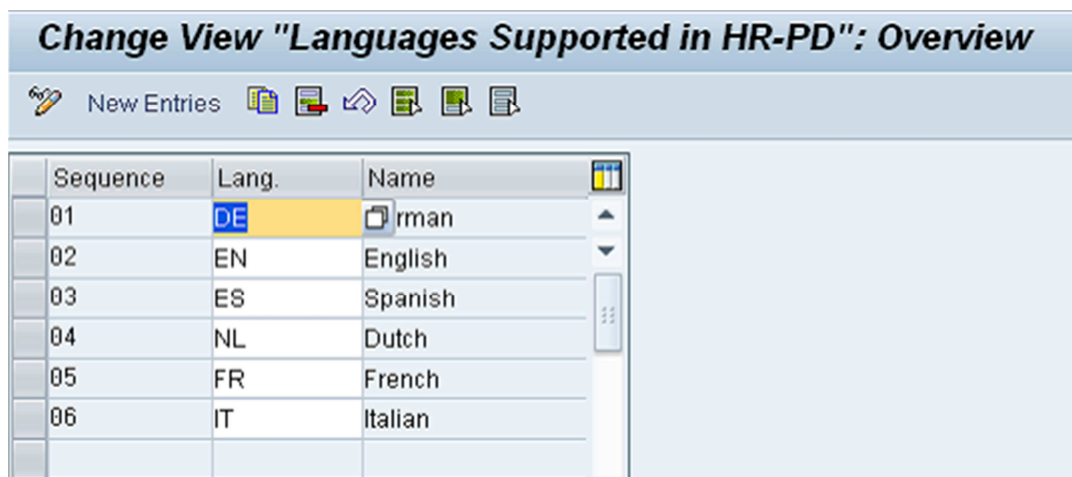 Change View "Languages Supported in HR-PD": Overview
New Entries
Sequence Lang. Name
01 DE rman
02 EN English
03 ES Spanish
04 NL Dutch
05 FR French
06 IT Italian